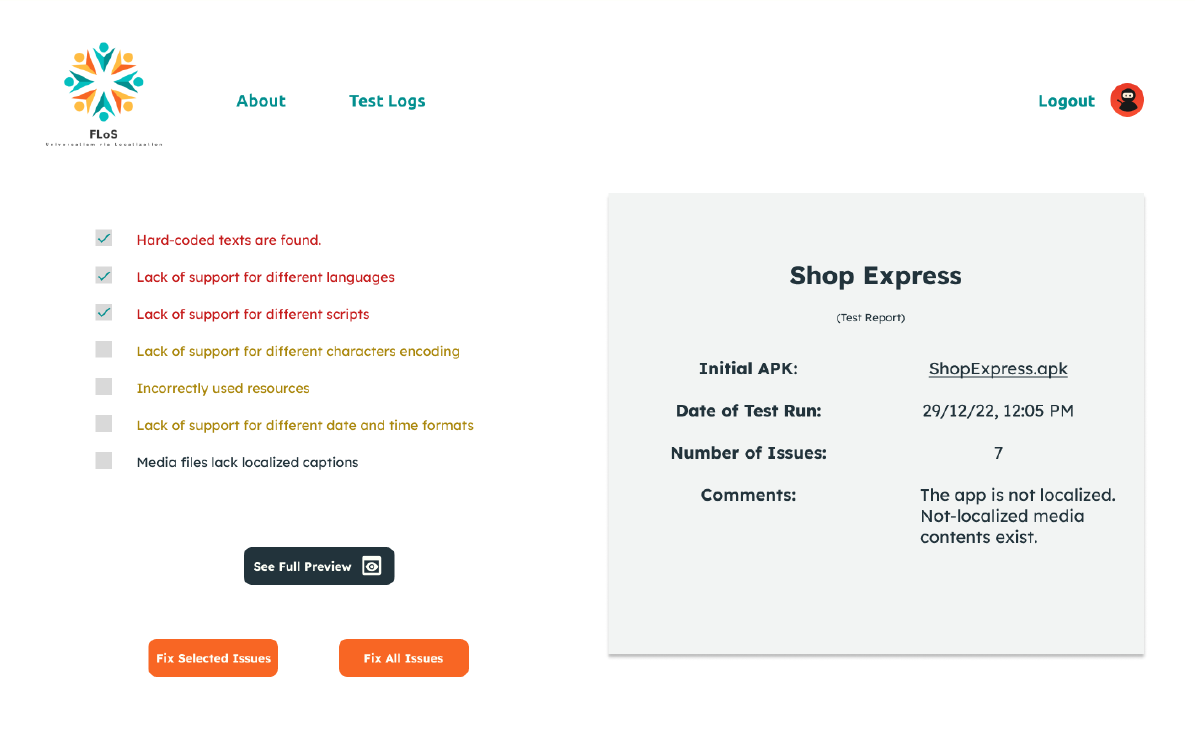 FLoS
Universalism via Localization
About
Test Logs
Logout
Hard-coded texts are found.
Lack of support for different languages
Lack of support for different scripts
Lack of support for different characters encoding
Incorrectly used resources
Lack of support for different date and time formats
Media files lack localized captions
See Full Preview
Fix Selected Issues
Fix All Issues
Shop Express
(Test Report)
Initial APK: ShopExpress.apk
Date of Test Run: 29/12/22, 12:05 PM
Number of Issues: 7
Comments: The app is not localized.
Not-localized media
contents exist.